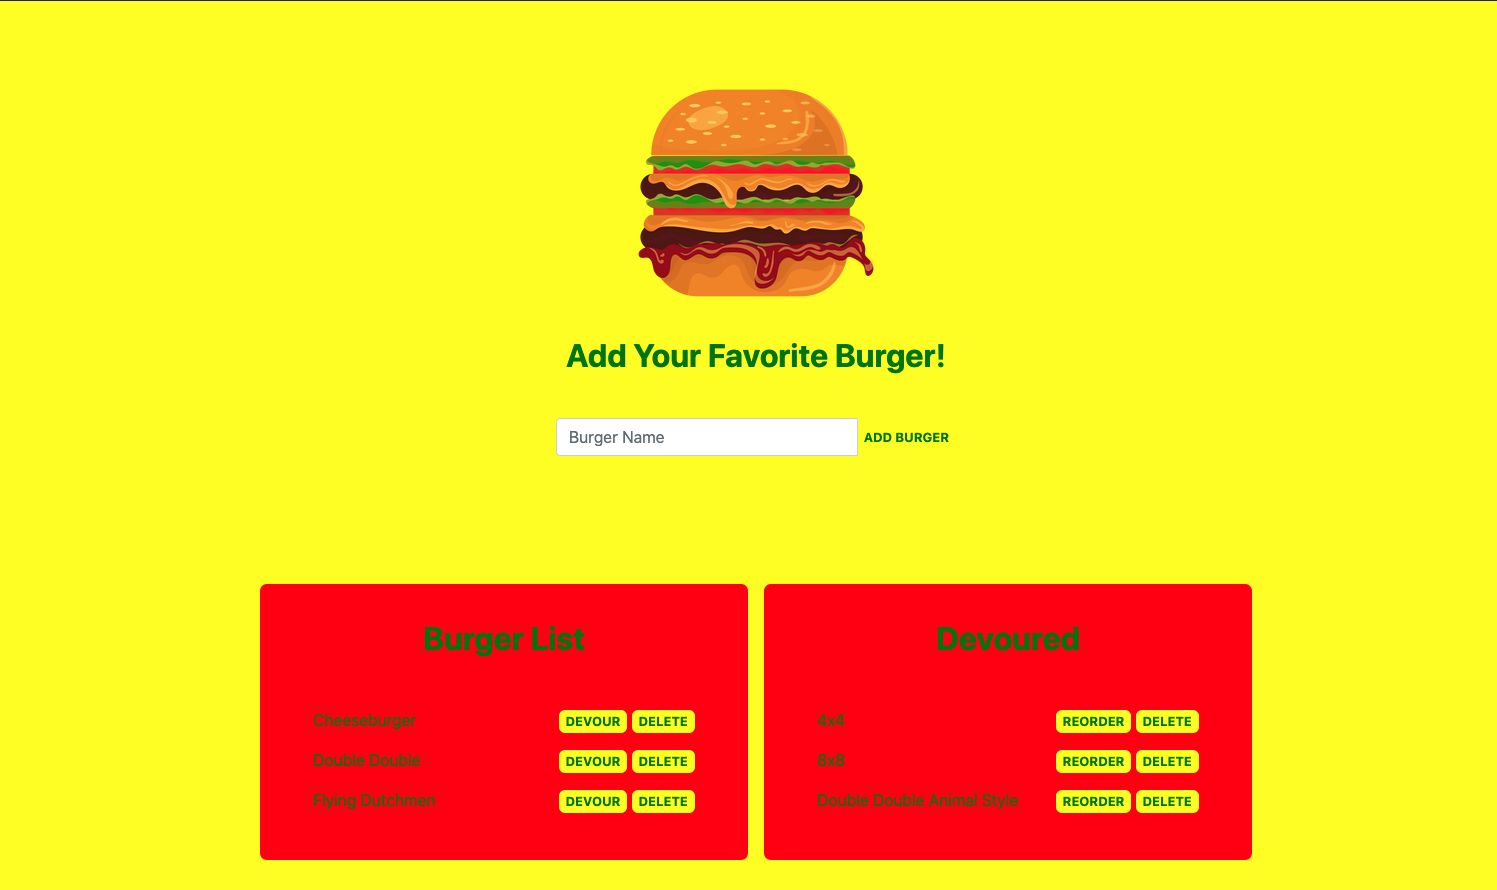 Add Your Favorite Burger!
Burger Name ADD BURGER
Burger List
Cheeseburger DEVOUR DELETE
Double Double DEVOUR DELETE
Flying Dutchmen DEVOUR DELETE
Devoured
4x4 REORDER DELETE
8x8 REORDER DELETE
Double Double Animal Style REORDER DELETE